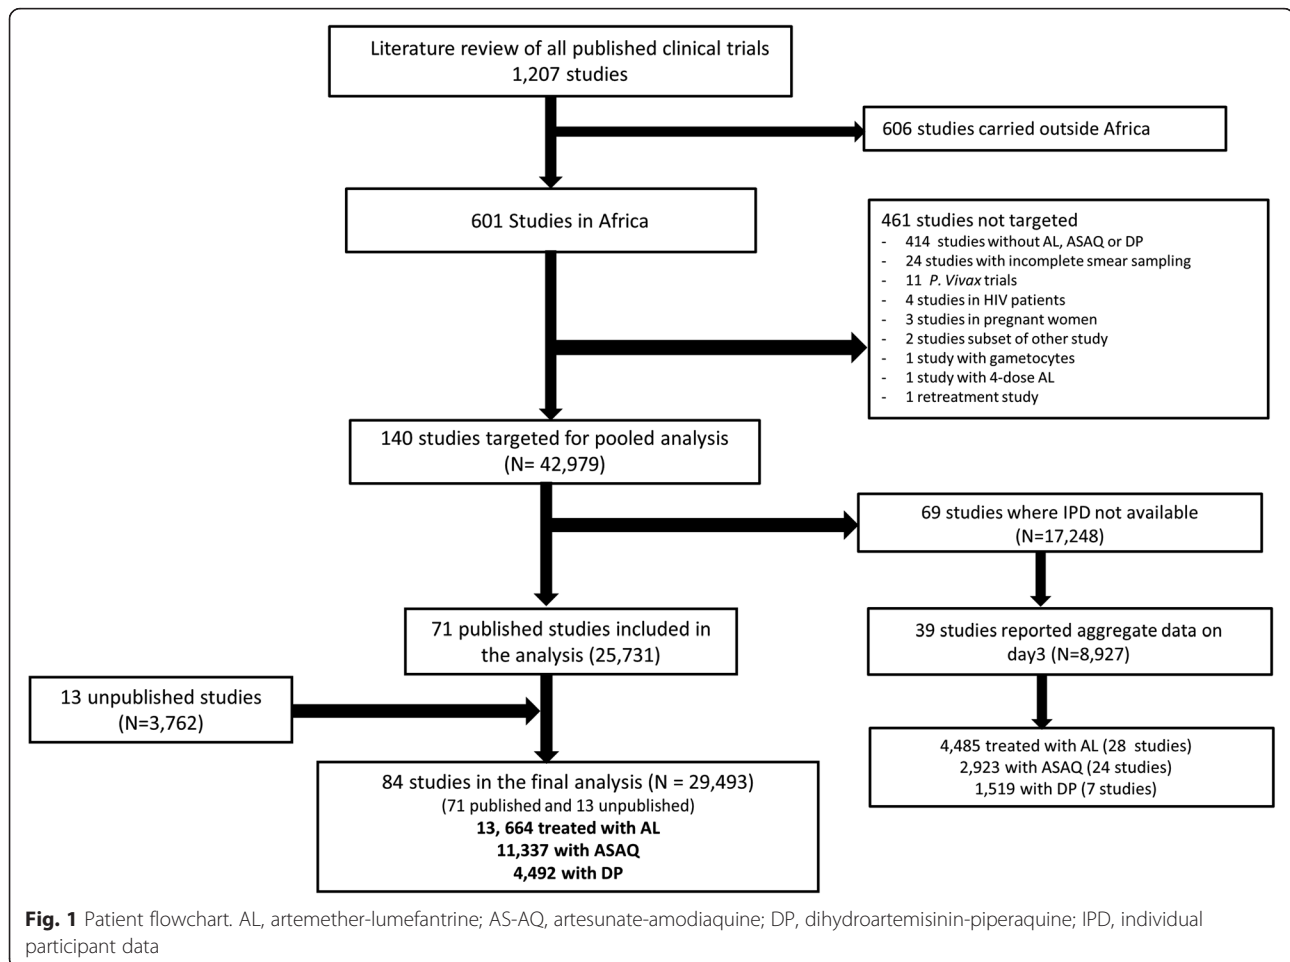 Literature review of all published clinical trials
1,207 studies
606 studies carried outside Africa
601 Studies in Africa
461 studies not targeted
- 414 studies without AL, ASAQ or DP
- 24 studies with incomplete smear sampling
- 11 P. Vivax trials
- 4 studies in HIV patients
- 3 studies in pregnant women
- 2 studies subset of other study
- 1 study with gametocytes
- 1 study with 4-dose AL
- 1 retreatment study
140 studies targeted for pooled analysis
(N= 42,979)
69 studies where IPD not available
(N=17,248)
71 published studies included in
the analysis (25,731)
39 studies reported aggregate data on
day3 (N=8,927)
13 unpublished studies
(N=3,762)
4,485 treated with AL (28 studies)
2,923 with ASAQ (24 studies)
1,519 with DP (7 studies)
84 studies in the final analysis (N = 29,493)
(71 published and 13 unpublished)
13, 664 treated with AL
11,337 with ASAQ
4,492 with DP
Fig. 1 Patient flowchart. AL, artemether-lumefantrine; AS-AQ, artesunate-amodiaquine; DP, dihydroartemisinin-piperaquine; IPD, individual
participant data